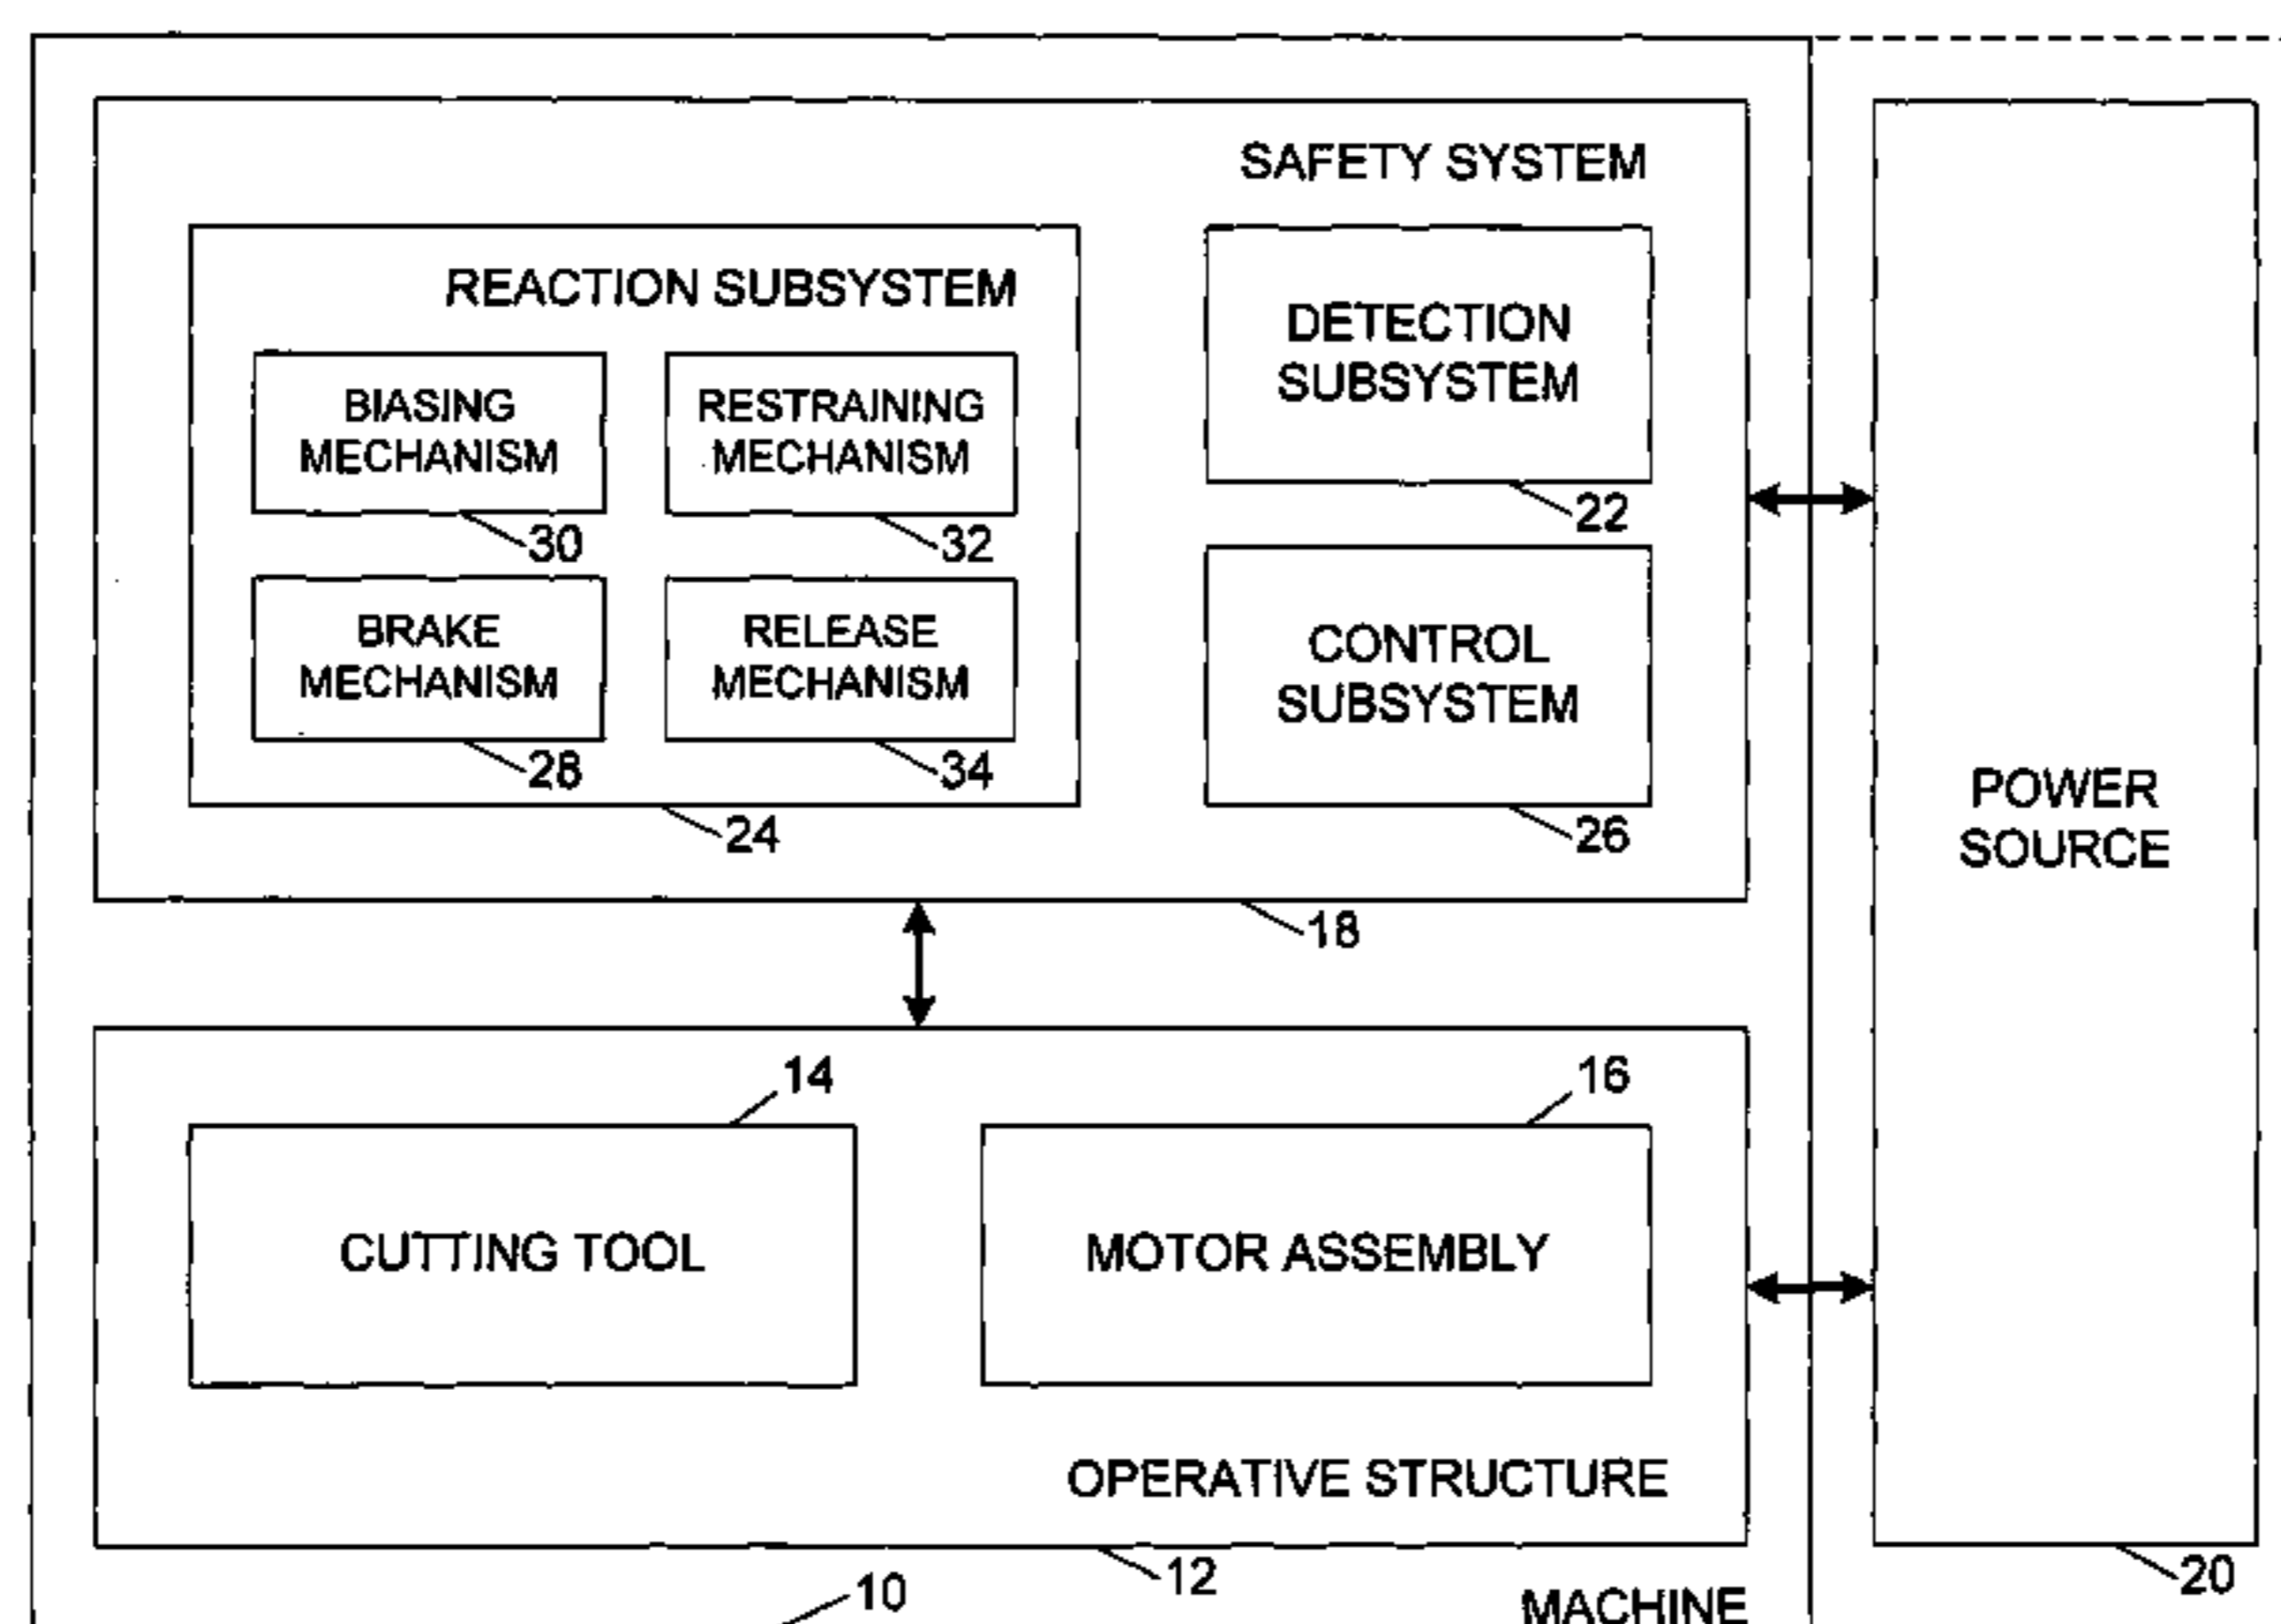 SAFETY SYSTEM
REACTION SUBSYSTEM
BIASING
MECHANISM
30
RESTRAINING
MECHANISM
32
BRAKE
MECHANISM
28
RELEASE
MECHANISM
34
24
DETECTION
SUBSYSTEM
22
CONTROL
SUBSYSTEM
26
18
POWER
SOURCE
20
14
CUTTING TOOL
16
MOTOR ASSEMBLY
OPERATIVE STRUCTURE
12
10
MACHINE